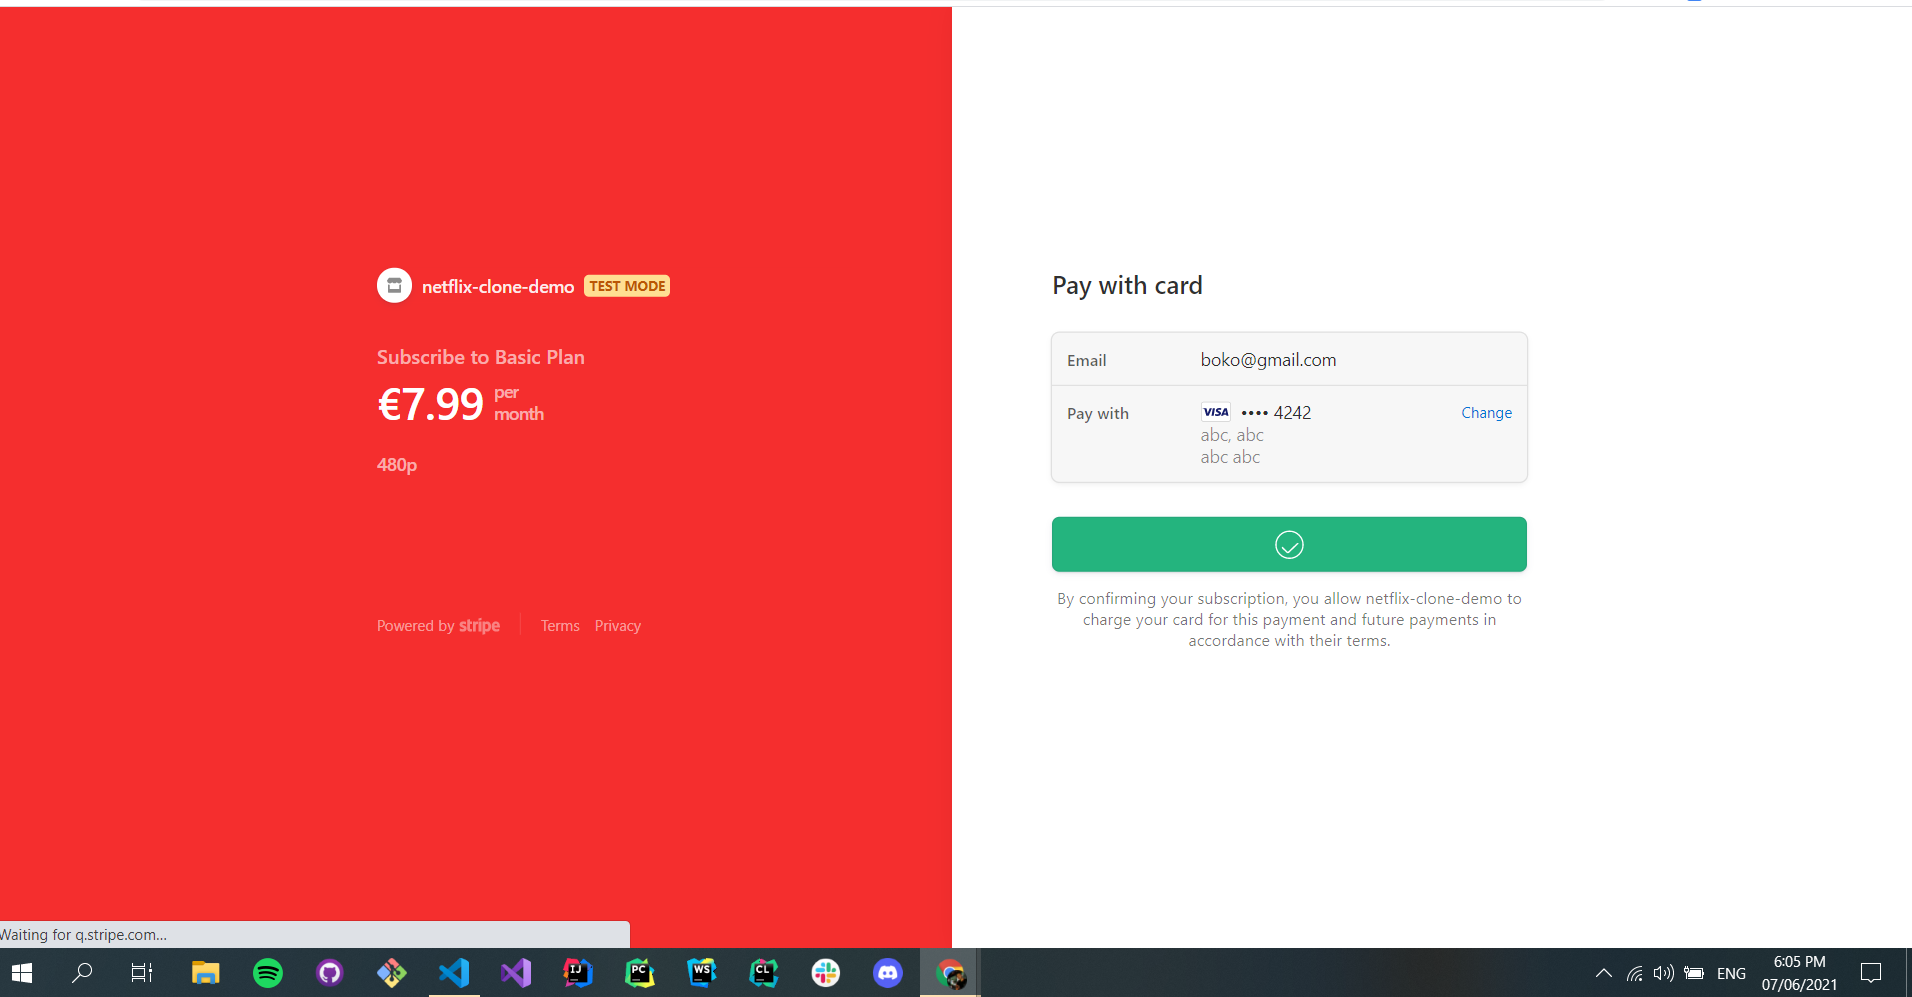 netflix-clone-demo TEST MODE
Subscribe to Basic Plan
€7.99 per month
480p
Powered by stripe Terms Privacy
Pay with card
Email boko@gmail.com
Pay with VISA •••• 4242 Change
abc, abc
abc abc
By confirming your subscription, you allow netflix-clone-demo to
charge your card for this payment and future payments in
accordance with their terms.
Waiting for q.stripe.com...
IJ PC WS CL
ENG
6:05 PM
07/06/2021